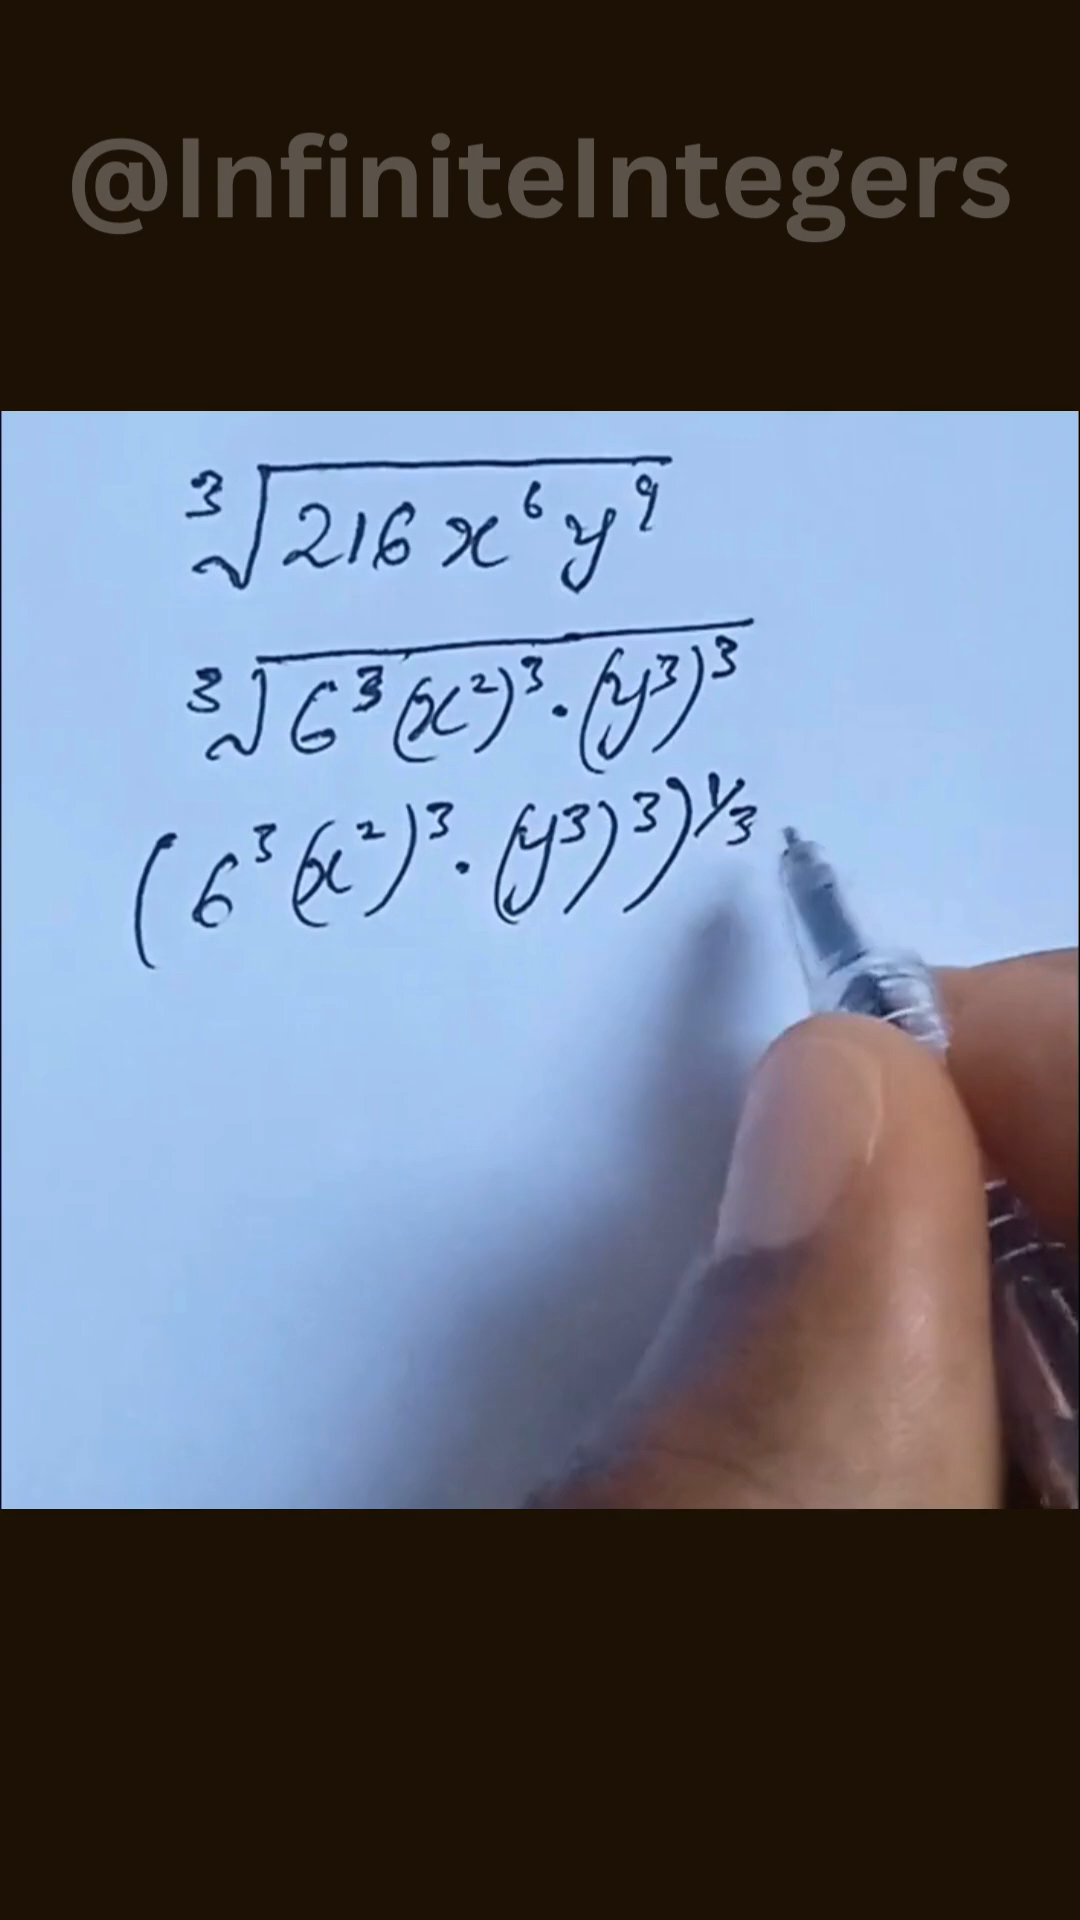 @InfiniteIntegers
∛216x⁶y⁹
∛6³(x²)³·(y³)³
(6³(x²)³·(y³)³)^1/3